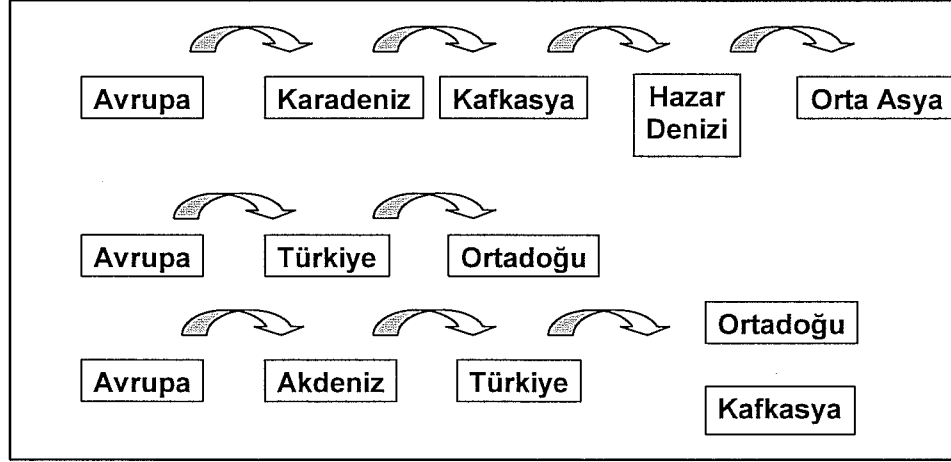 Avrupa
Karadeniz
Kafkasya
Hazar
Denizi
Orta Asya
Avrupa
Türkiye
Ortadoğu
Avrupa
Akdeniz
Türkiye
Ortadoğu
Kafkasya